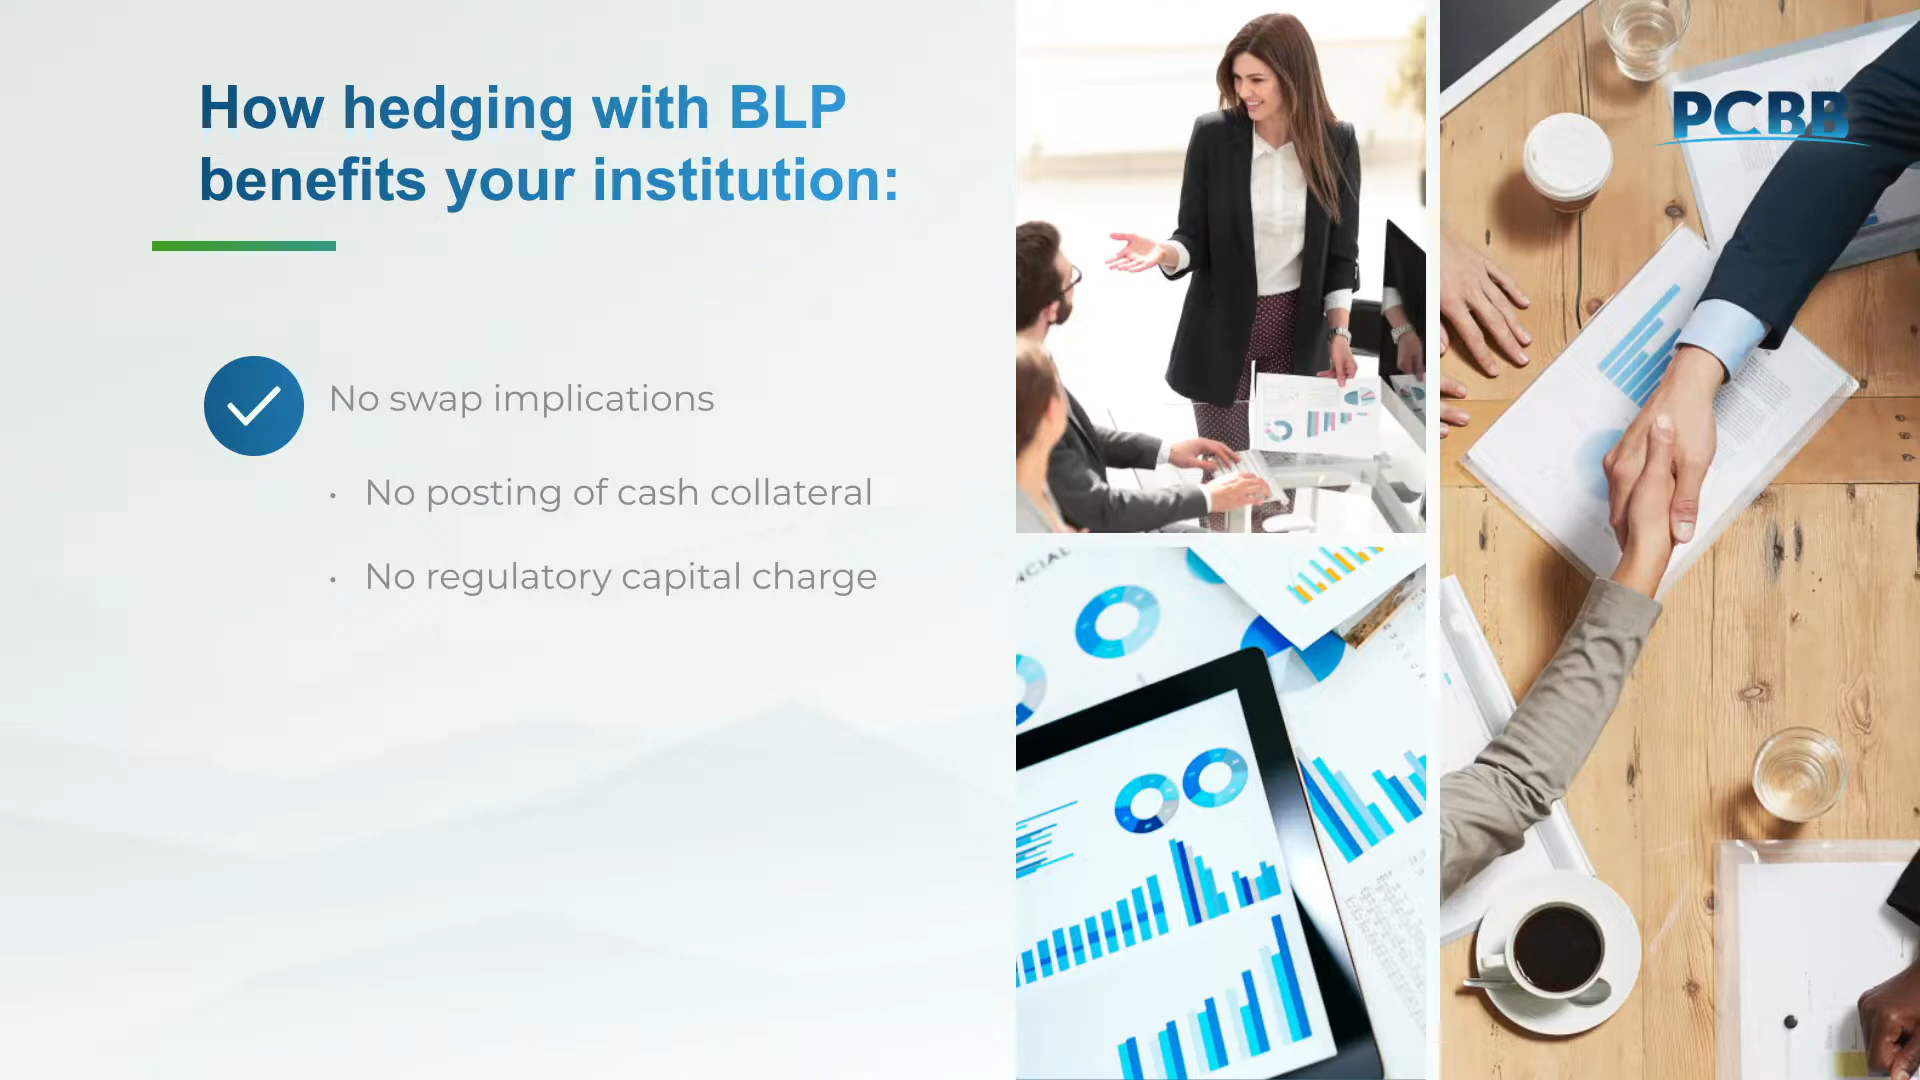 How hedging with BLP
benefits your institution:
No swap implications
• No posting of cash collateral
• No regulatory capital charge
PCBB
NCIAL